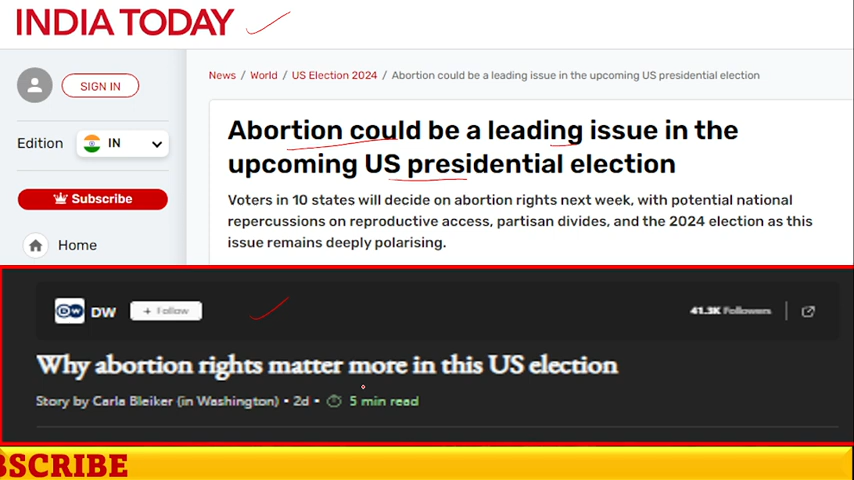 INDIA TODAY
News / World / US Election 2024 / Abortion could be a leading issue in the upcoming US presidential election
SIGN IN
Edition IN
Subscribe
Home
Abortion could be a leading issue in the
upcoming US presidential election
Voters in 10 states will decide on abortion rights next week, with potential national
repercussions on reproductive access, partisan divides, and the 2024 election as this
issue remains deeply polarising.
DW DW + Follow 41.3K Followers
Why abortion rights matter more in this US election
Story by Carla Bleiker (in Washington) • 2d • 5 min read
BSCRIBE